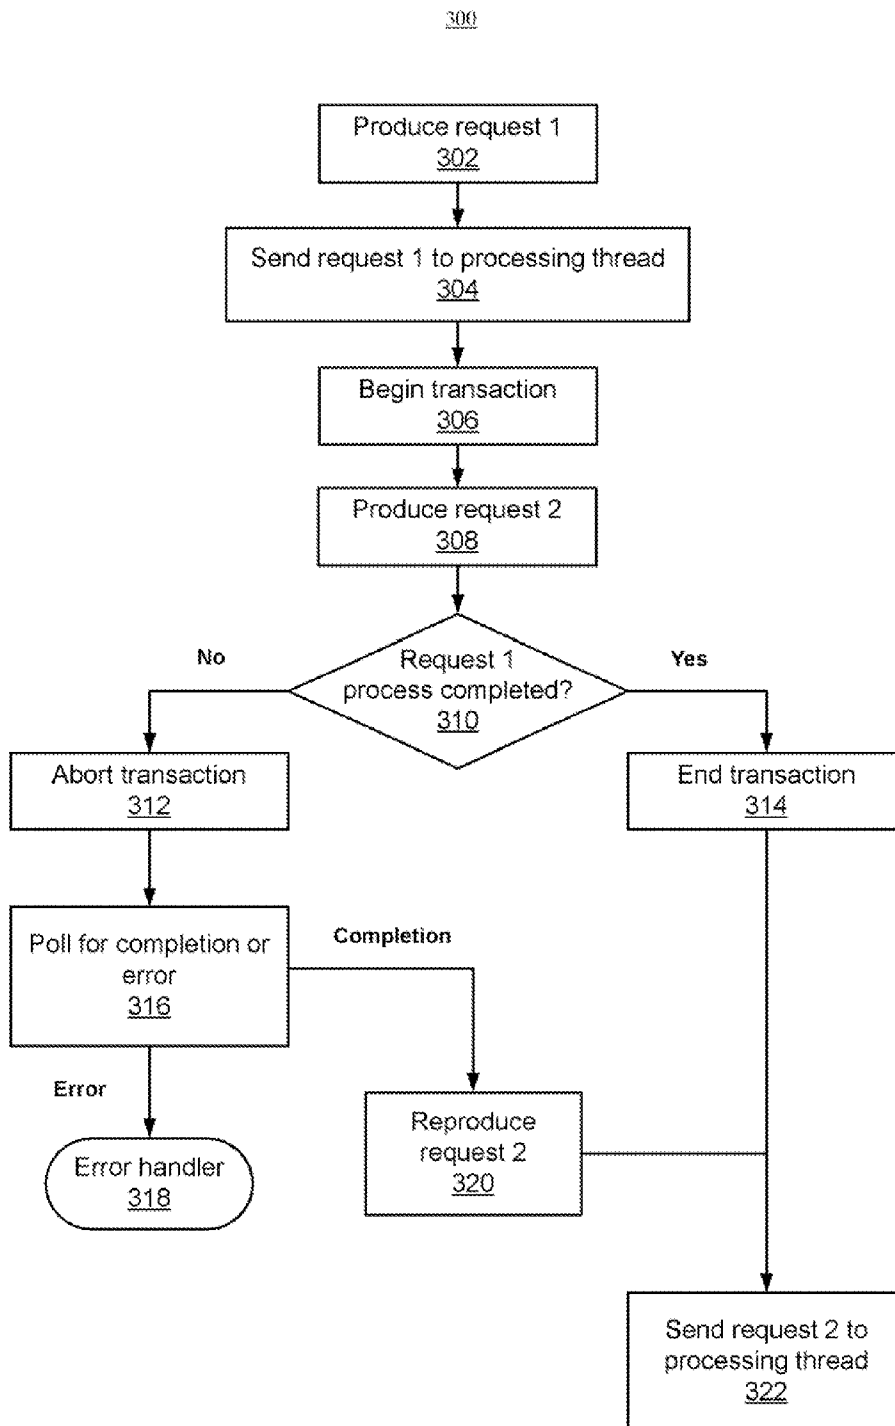 300
Produce request 1
302
Send request 1 to processing thread
304
Begin transaction
306
Produce request 2
308
No
Request 1
process completed?
310
Yes
Abort transaction
312
End transaction
314
Poll for completion or
error
316
Completion
Error
Error handler
318
Reproduce
request 2
320
Send request 2 to
processing thread
322